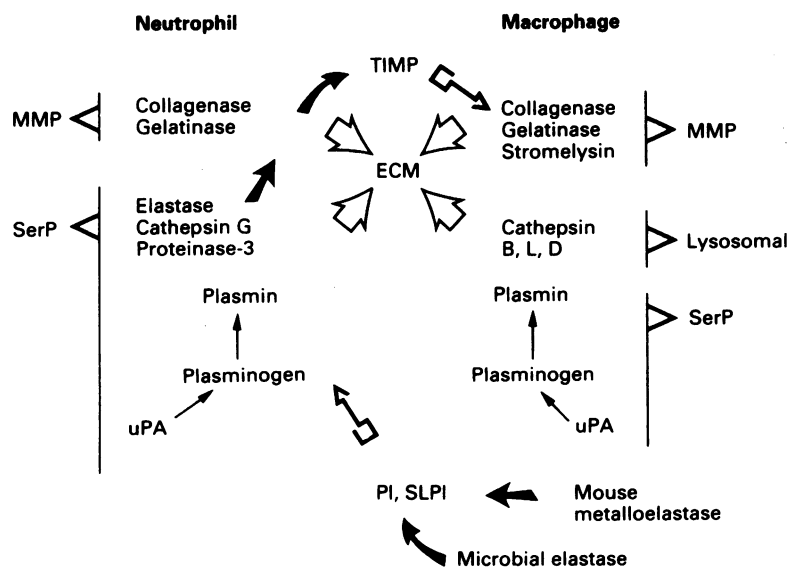 Neutrophil
Macrophage
TIMP
MMP
Collagenase
Gelatinase
Collagenase
Gelatinase
Stromelysin
MMP
ECM
SerP
Elastase
Cathepsin G
Proteinase-3
Cathepsin
B, L, D
Lysosomal
Plasmin
Plasmin
SerP
Plasminogen
Plasminogen
uPA
uPA
PI, SLPI
Mouse
metalloelastase
Microbial elastase